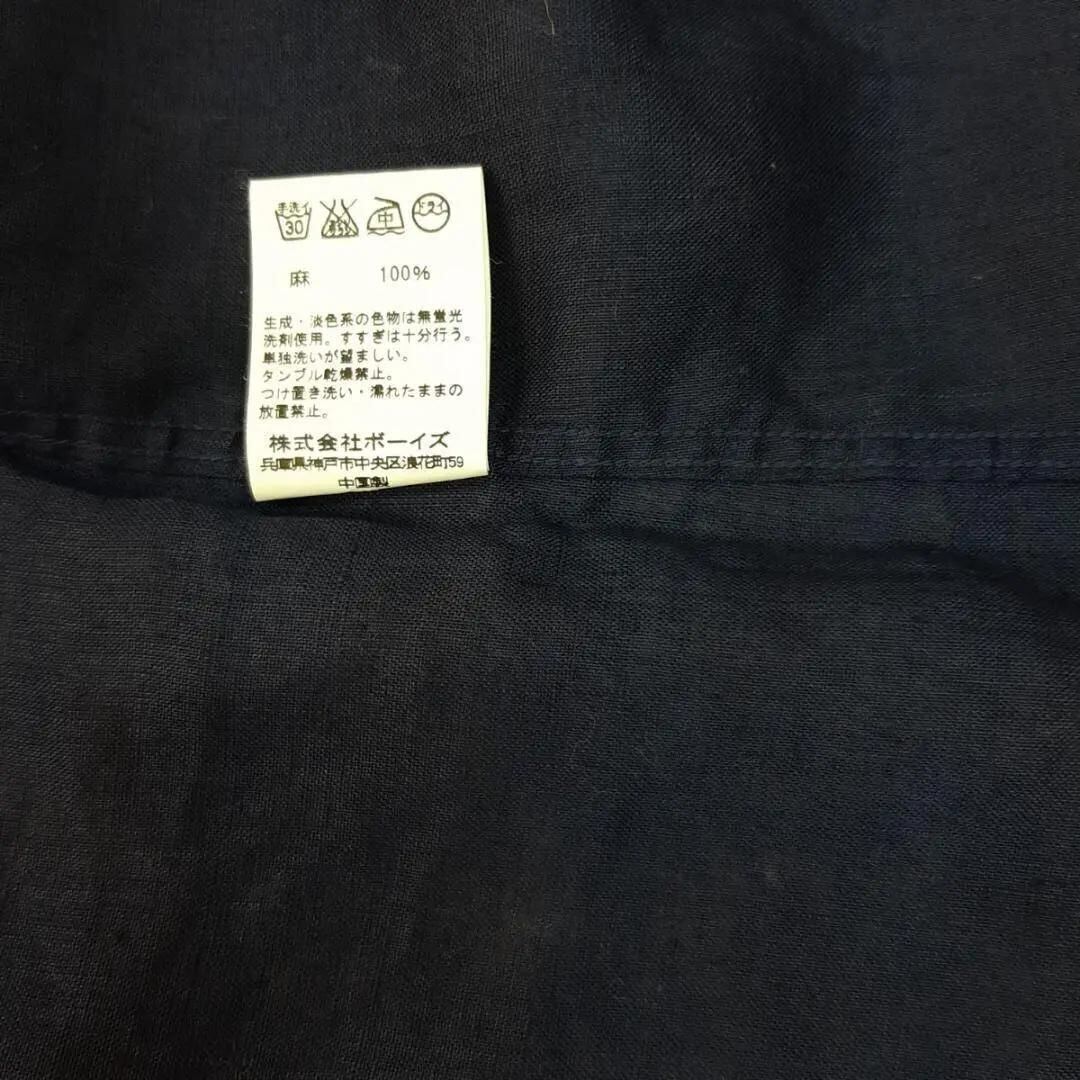 手洗イ 30 中 ドライ
麻 100%
生成・淡色系の色物は無蛍光
洗剤使用。すすぎは十分行う。
単独洗いが望ましい。
タンブル乾燥禁止。
つけ置き洗い・濡れたままの
放置禁止。
株式会社ボーイズ
兵庫県神戸市中央区浪花町59
中国製